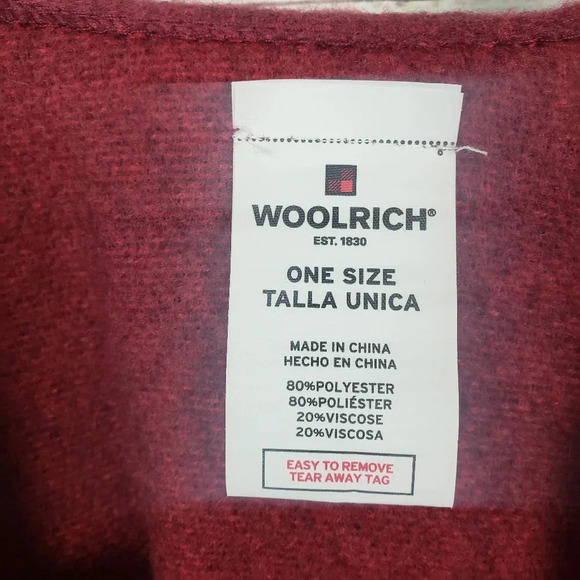 WOOLRICH®
EST. 1830
ONE SIZE
TALLA UNICA
MADE IN CHINA
HECHO EN CHINA
80%POLYESTER
80%POLIÉSTER
20%VISCOSE
20%VISCOSA
EASY TO REMOVE
TEAR AWAY TAG